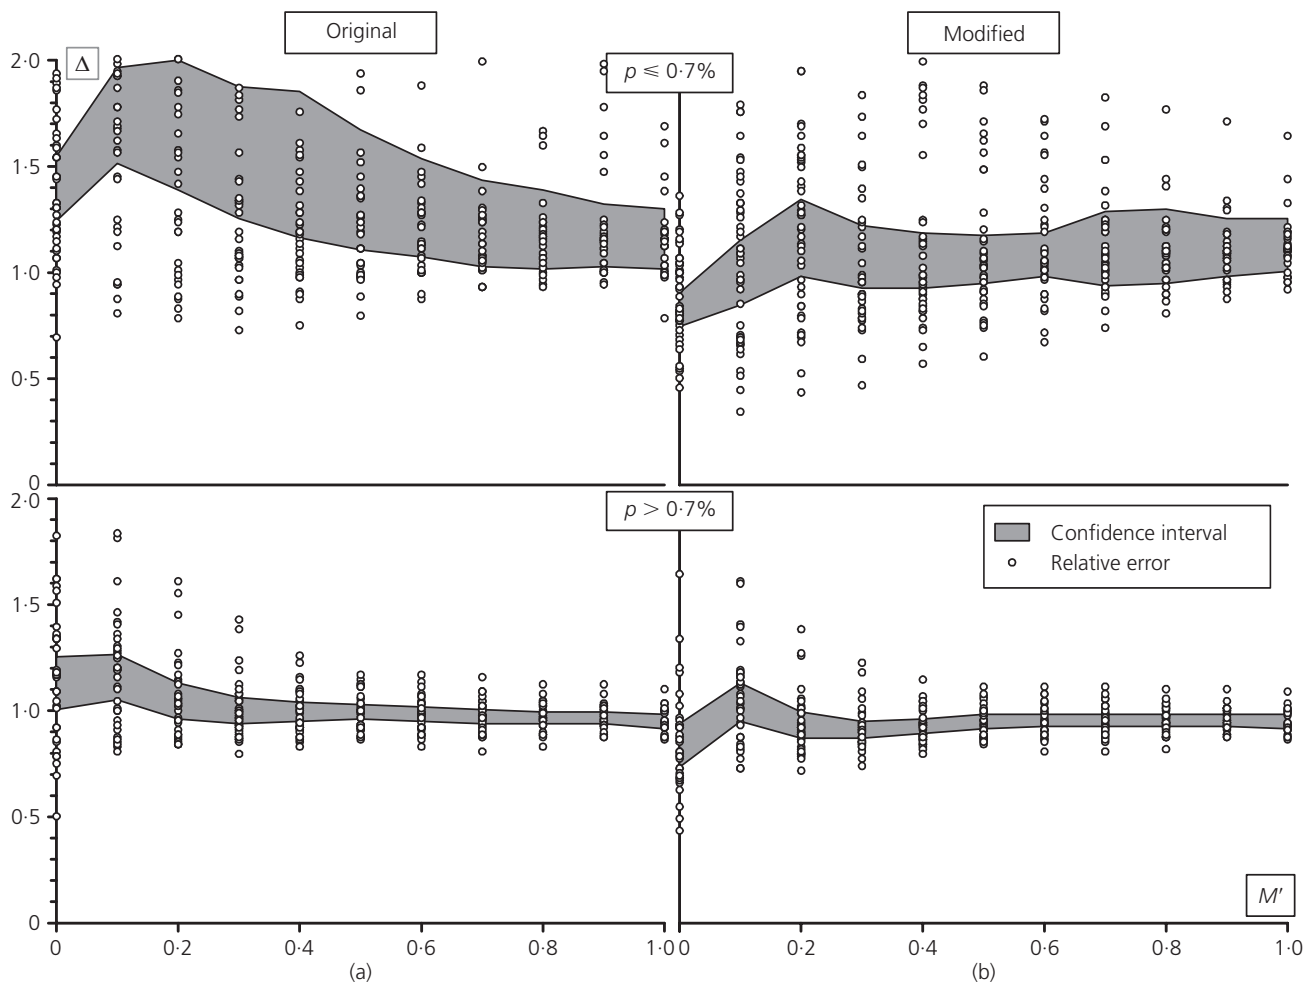 Original
Modified
Δ
p ≤ 0·7%
2·0
1·5
1·0
0·5
0
p > 0·7%
2·0
1·5
1·0
0·5
0
Confidence interval
Relative error
M′
0 0·2 0·4 0·6 0·8 1·0 0 0·2 0·4 0·6 0·8 1·0
(a) (b)